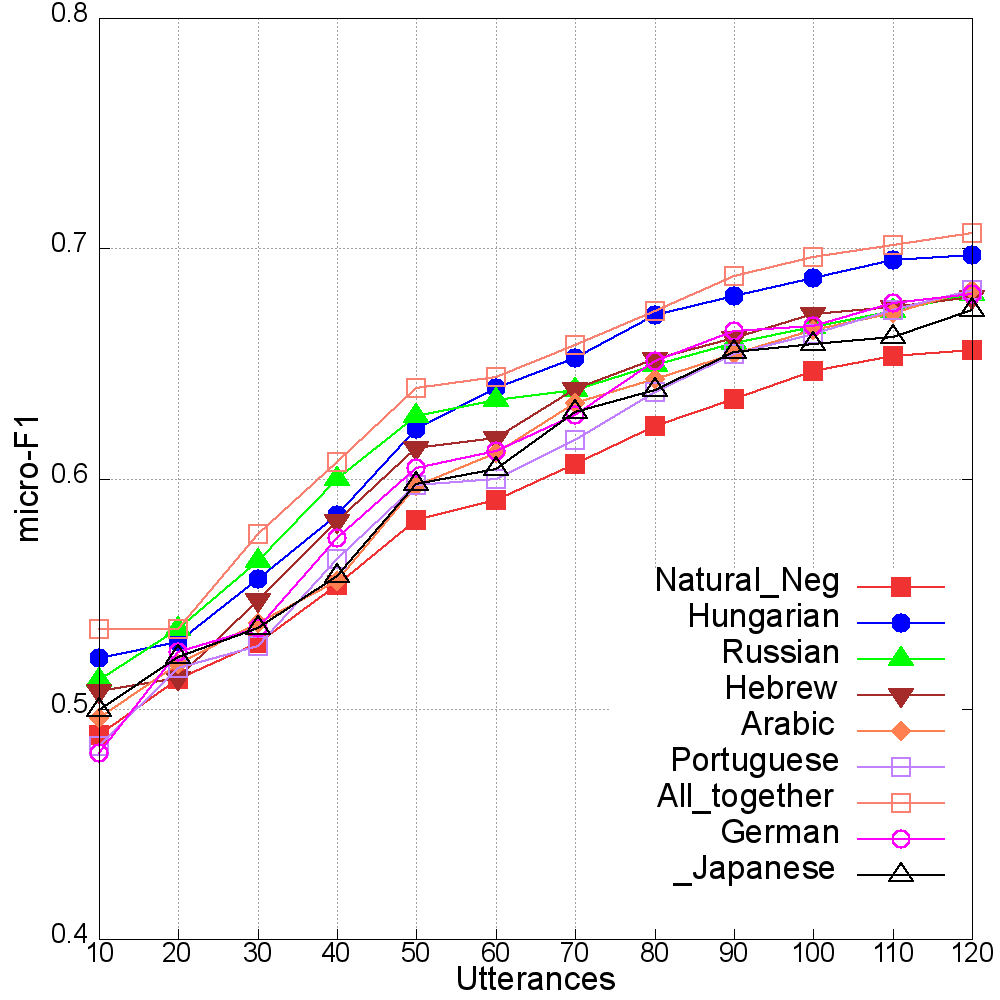 0.8
0.7
0.6
0.5
0.4
micro-F1
Natural_Neg
Hungarian
Russian
Hebrew
Arabic
Portuguese
All_together
German
_Japanese
10 20 30 40 50 60 70 80 90 100 110 120
Utterances